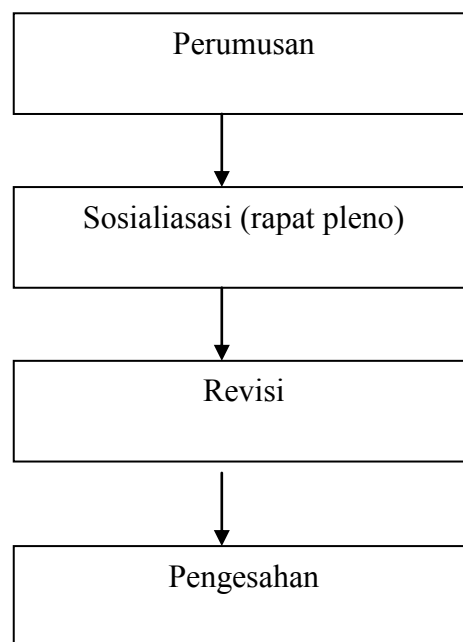 Perumusan
Sosialiasasi (rapat pleno)
Revisi
Pengesahan